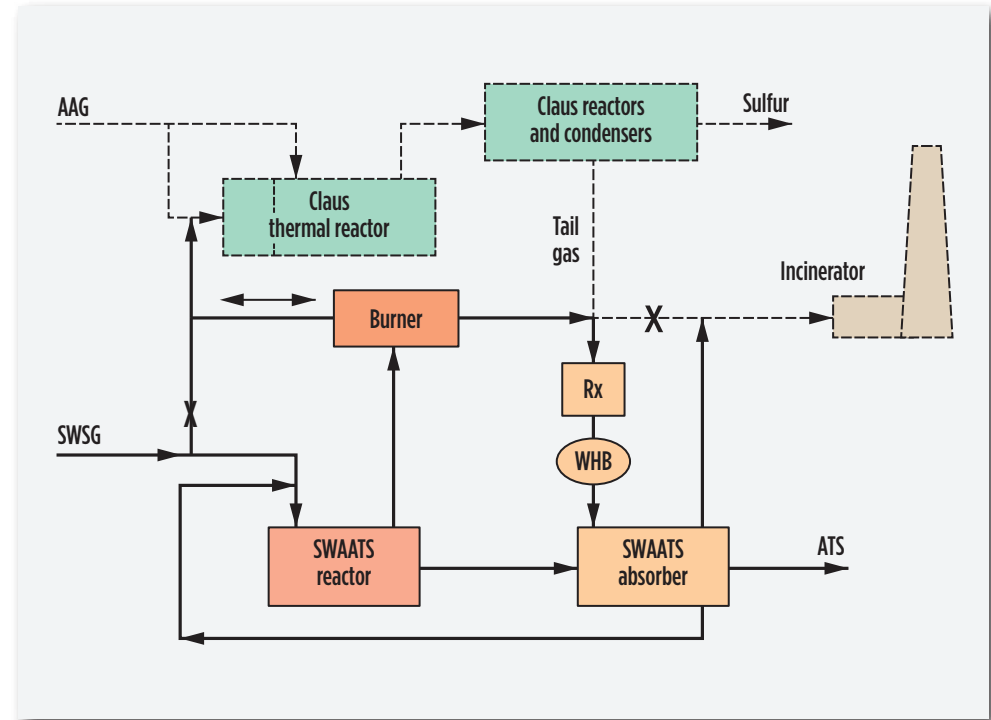 AAG
Claus reactors
and condensers
Sulfur
Claus
thermal reactor
Tail
gas
Incinerator
Burner
X
Rx
X
SWSG
WHB
SWAATS
reactor
SWAATS
absorber
ATS